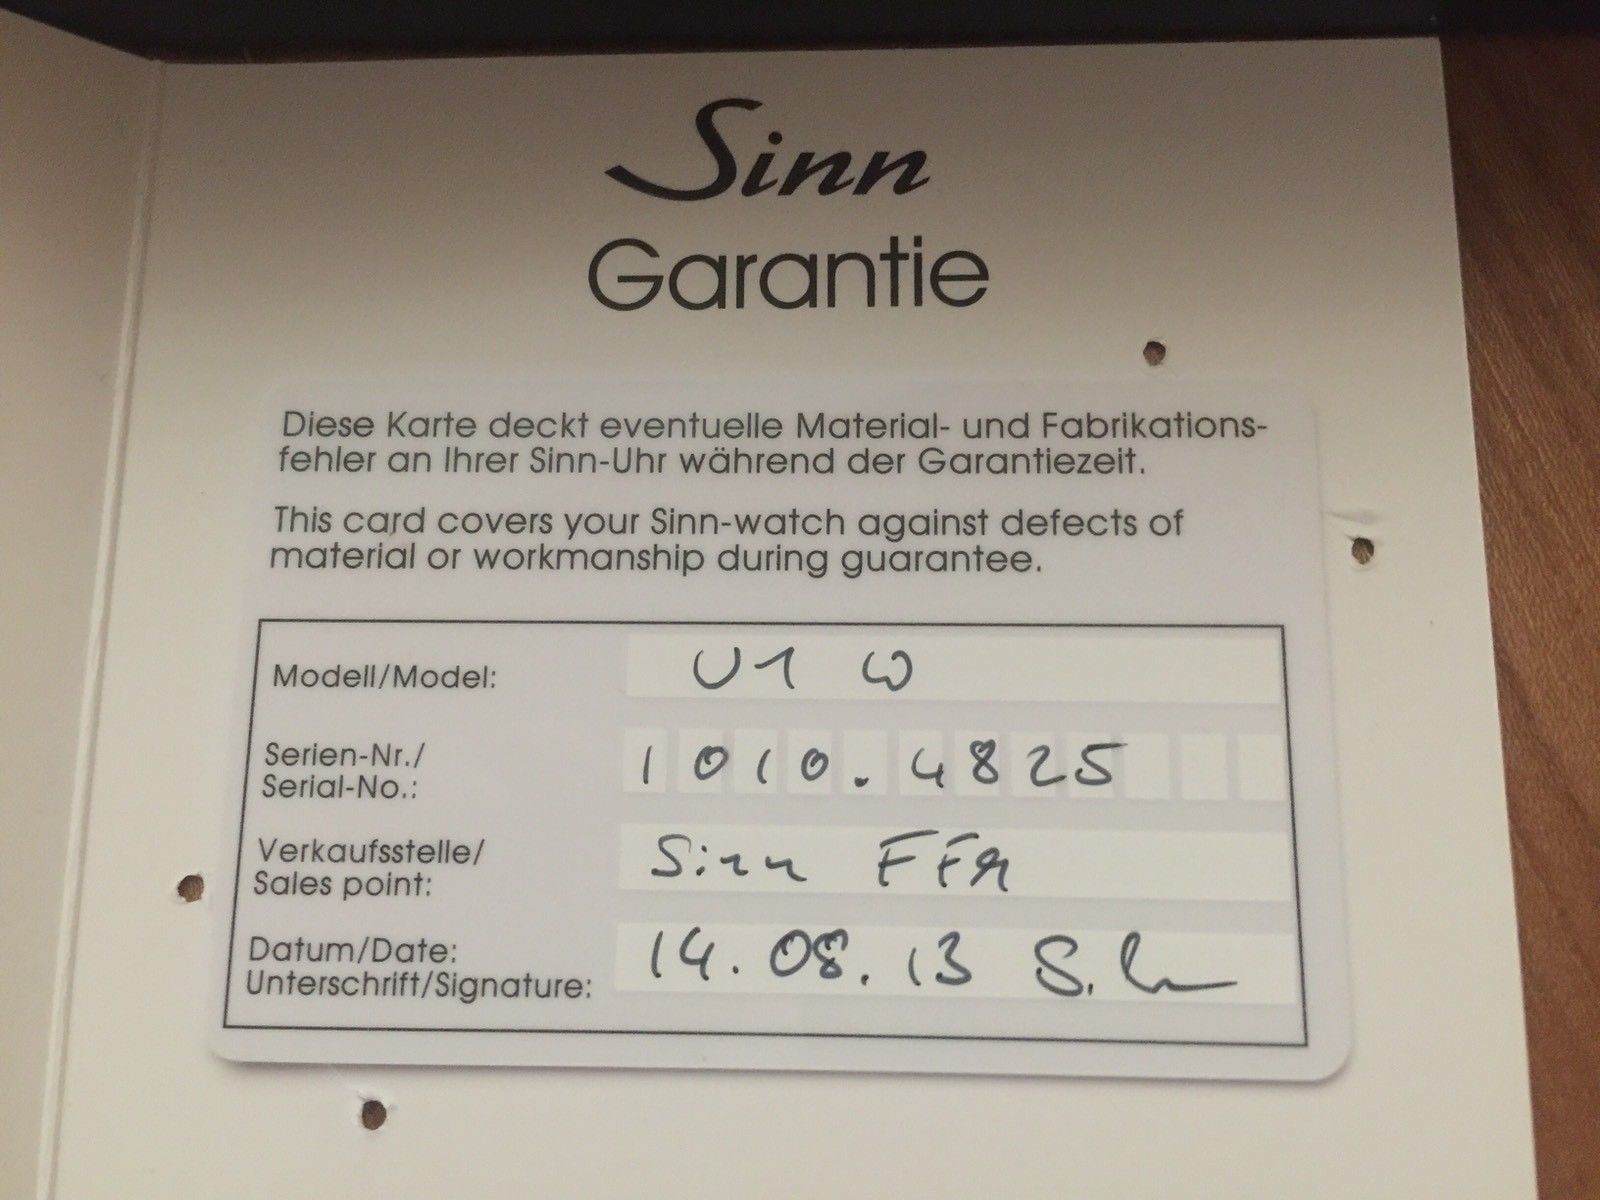 Sinn
Garantie
Diese Karte deckt eventuelle Material- und Fabrikations-
fehler an Ihrer Sinn-Uhr während der Garantiezeit.
This card covers your Sinn-watch against defects of
material or workmanship during guarantee.
Modell/Model: U1 W
Serien-Nr./
Serial-No.: 1010.4825
Verkaufsstelle/
Sales point: Sinn FFM
Datum/Date: 14.08.13
Unterschrift/Signature: